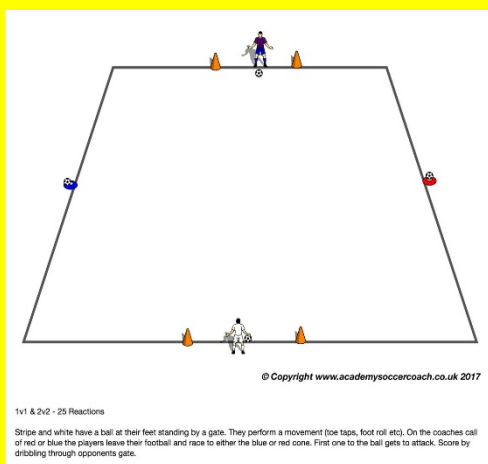 © Copyright www.academysoccercoach.co.uk 2017
1v1 & 2v2 - 25 Reactions
Stripe and white have a ball at their feet standing by a gate. They perform a movement (toe taps, foot roll etc). On the coaches call
of red or blue the players leave their football and race to either the blue or red cone. First one to the ball gets to attack. Score by
dribbling through opponents gate.